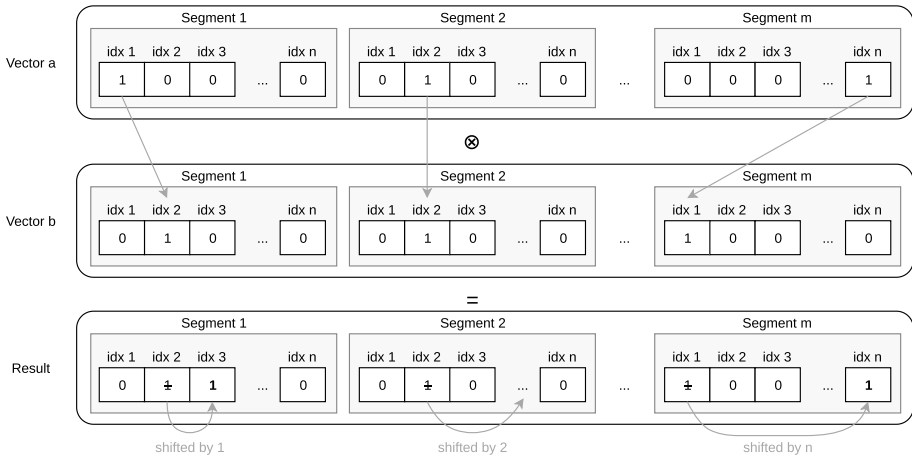 Segment 1 Segment 2 Segment m
idx 1 idx 2 idx 3 idx n idx 1 idx 2 idx 3 idx n idx 1 idx 2 idx 3 idx n
Vector a
1 0 0 ... 0 0 1 0 ... 0 ... 0 0 0 ... 1
⊗
Segment 1 Segment 2 Segment m
idx 1 idx 2 idx 3 idx n idx 1 idx 2 idx 3 idx n idx 1 idx 2 idx 3 idx n
Vector b
0 1 0 ... 0 0 1 0 ... 0 ... 1 0 0 ... 0
=
Segment 1 Segment 2 Segment m
idx 1 idx 2 idx 3 idx n idx 1 idx 2 idx 3 idx n idx 1 idx 2 idx 3 idx n
Result
0 1 1 ... 0 0 1 0 ... 0 ... 1 0 0 ... 1
shifted by 1 shifted by 2 shifted by n